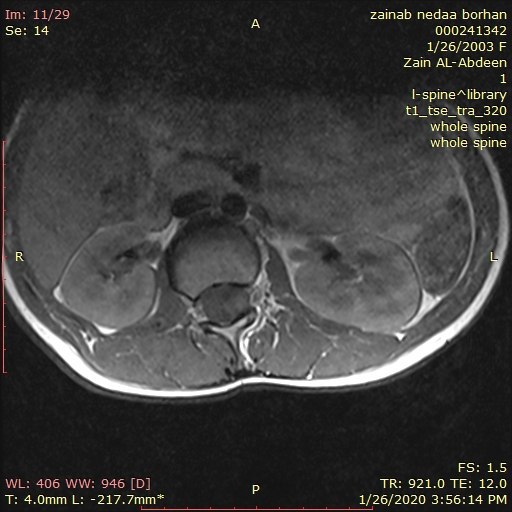 Im: 11/29
Se: 14
A
zainab nedaa borhan
000241342
1/26/2003 F
Zain AL-Abdeen
1
l-spine^library
t1_tse_tra_320
whole spine
whole spine
R
L
WL: 406 WW: 946 [D]
T: 4.0mm L: -217.7mm*
P
FS: 1.5
TR: 921.0 TE: 12.0
1/26/2020 3:56:14 PM